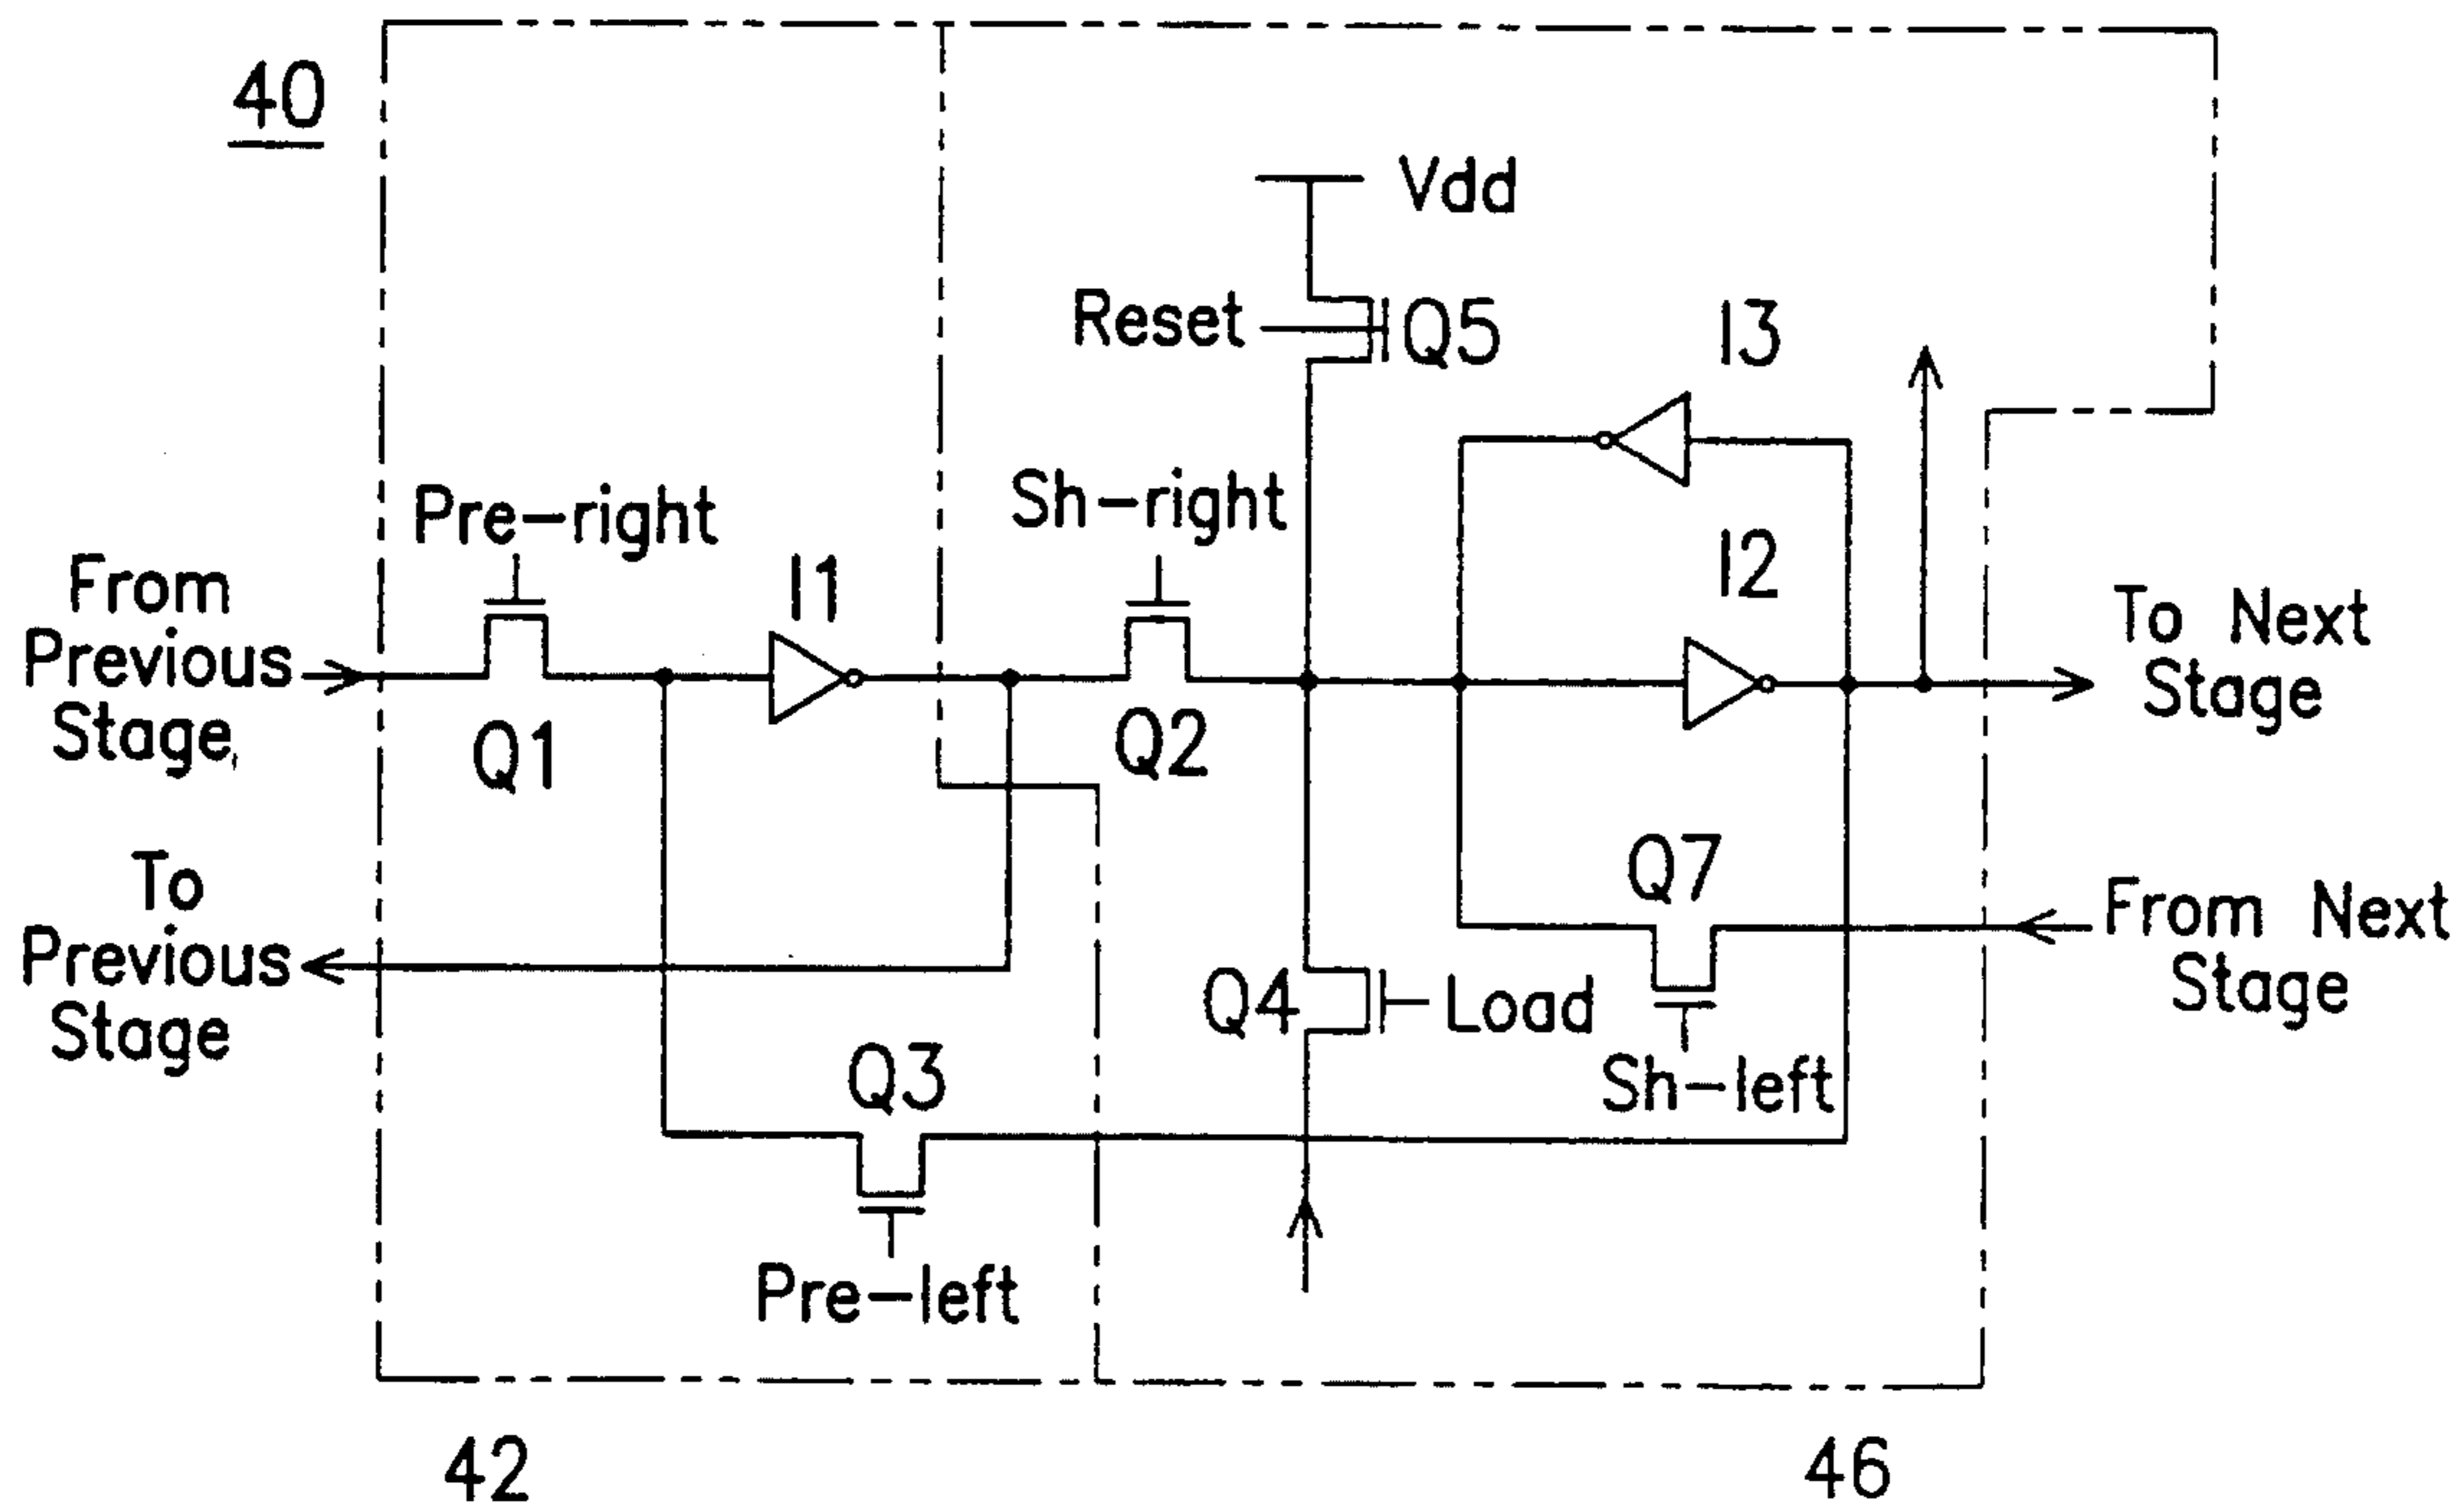 40
Vdd
Reset
Q5
I3
Pre-right
Sh-right
I1
I2
From
Previous
Stage
Q1
Q2
To Next
Stage
To
Previous
Stage
Q3
Q7
From Next
Stage
Q4
Load
Sh-left
Pre-left
42
46